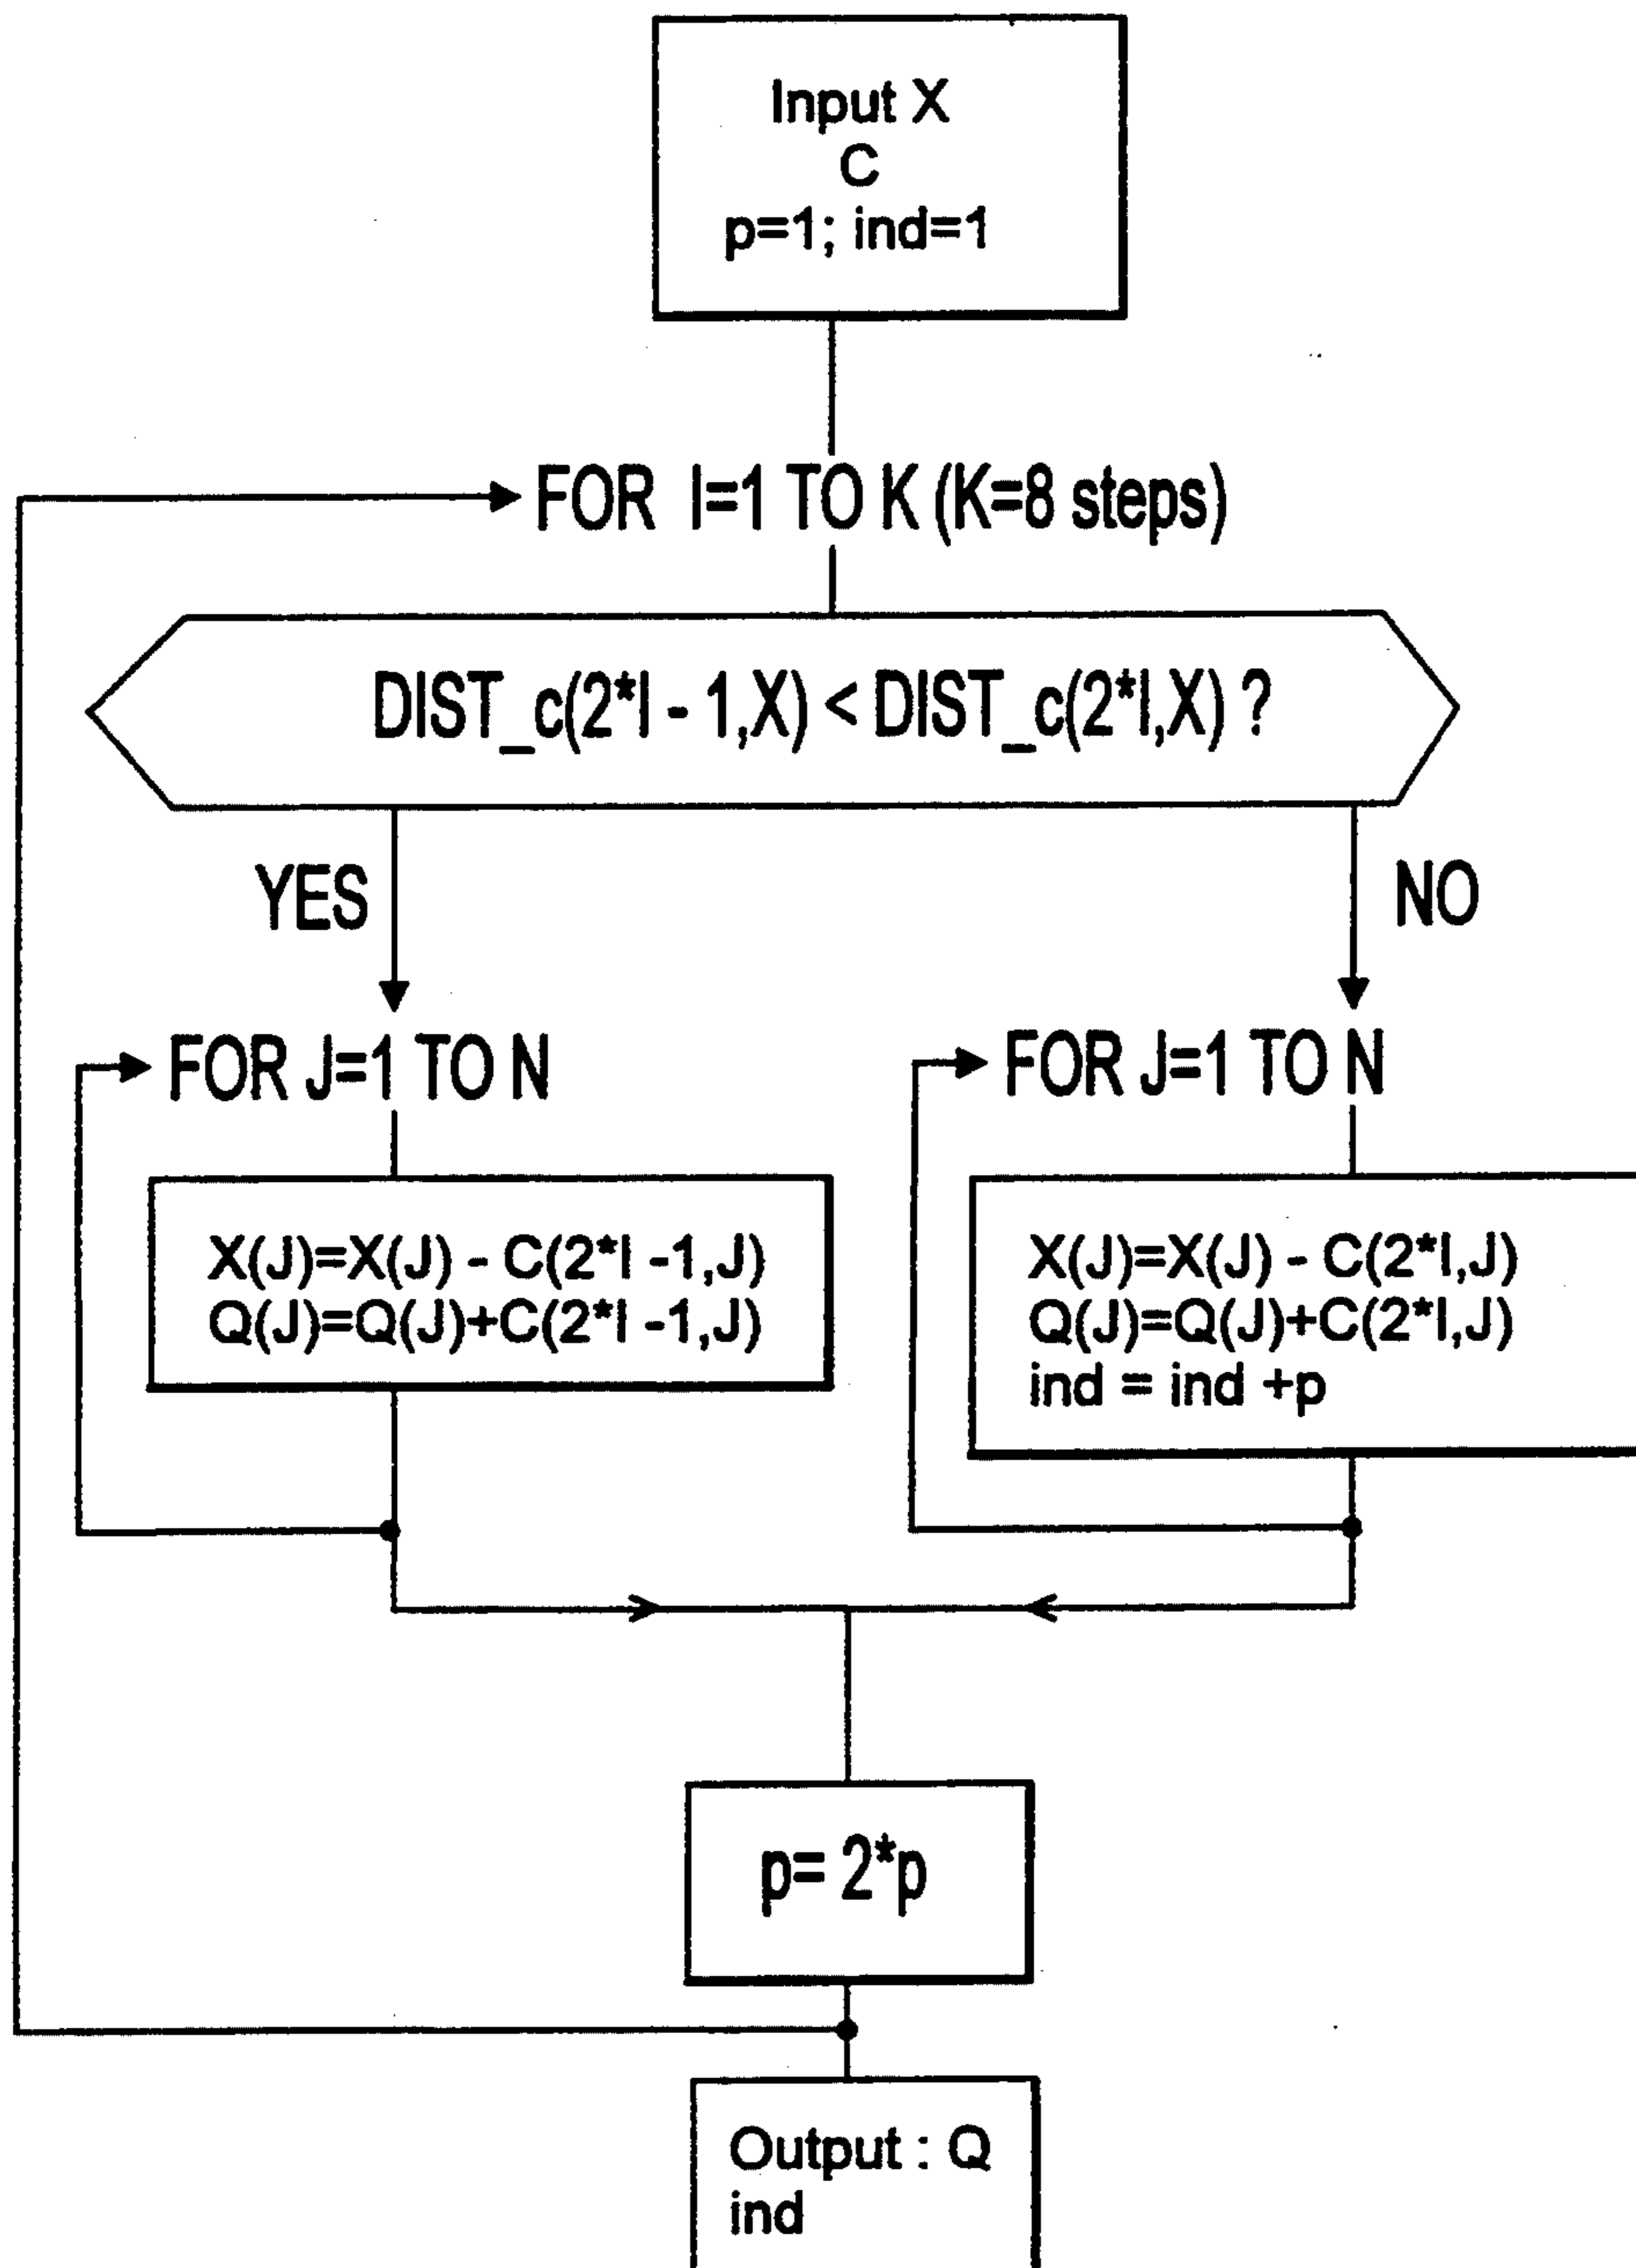 Input X
C
p=1; ind=1
FOR I=1 TO K (K=8 steps)
DIST_c(2*I - 1,X) < DIST_c(2*I,X) ?
YES
NO
FOR J=1 TO N
FOR J=1 TO N
X(J)=X(J) - C(2*I -1,J)
Q(J)=Q(J)+C(2*I -1,J)
X(J)=X(J) - C(2*I,J)
Q(J)=Q(J)+C(2*I,J)
ind = ind +p
p= 2*p
Output : Q
ind